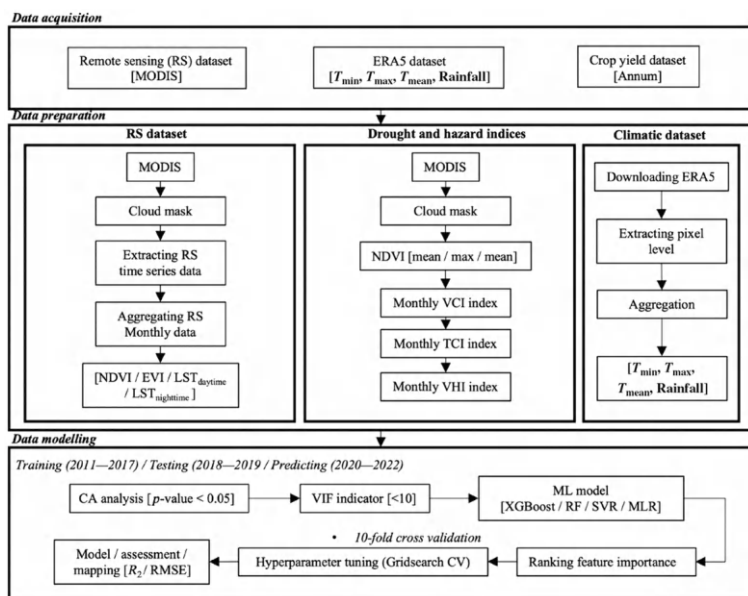 Data acquisition
Remote sensing (RS) dataset
[MODIS]
ERA5 dataset
[Tmin, Tmax, Tmean, Rainfall]
Crop yield dataset
[Annum]
Data preparation
RS dataset
MODIS
Cloud mask
Extracting RS
time series data
Aggregating RS
Monthly data
[NDVI / EVI / LSTdaytime
/ LSTnighttime ]
Drought and hazard indices
MODIS
Cloud mask
NDVI [mean / max / mean]
Monthly VCI index
Monthly TCI index
Monthly VHI index
Climatic dataset
Downloading ERA5
Extracting pixel
level
Aggregation
[Tmin, Tmax,
Tmean, Rainfall]
Data modelling
Training (2011—2017) / Testing (2018—2019 / Predicting (2020—2022)
CA analysis [p-value < 0.05]
VIF indicator [<10]
ML model
[XGBoost / RF / SVR / MLR]
• 10-fold cross validation
Model / assessment /
mapping [R2 / RMSE]
Hyperparameter tuning (Gridsearch CV)
Ranking feature importance